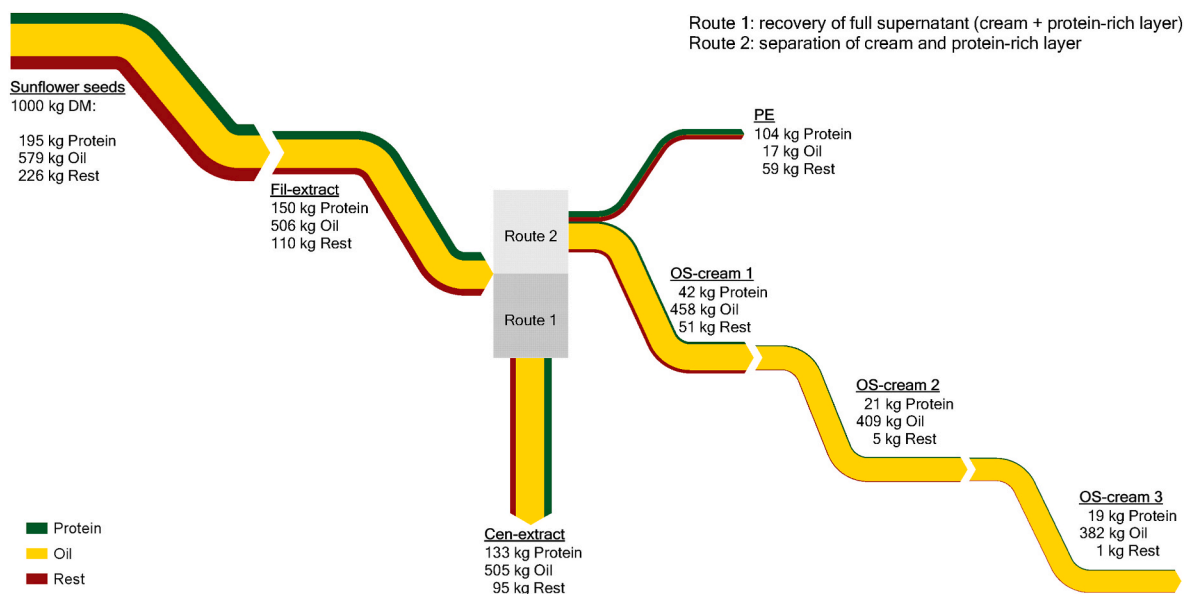 Route 1: recovery of full supernatant (cream + protein-rich layer)
Route 2: separation of cream and protein-rich layer
Sunflower seeds
1000 kg DM:
195 kg Protein
579 kg Oil
226 kg Rest
Fil-extract
150 kg Protein
506 kg Oil
110 kg Rest
PE
104 kg Protein
17 kg Oil
59 kg Rest
Route 2
Route 1
OS-cream 1
42 kg Protein
458 kg Oil
51 kg Rest
OS-cream 2
21 kg Protein
409 kg Oil
5 kg Rest
OS-cream 3
19 kg Protein
382 kg Oil
1 kg Rest
Cen-extract
133 kg Protein
505 kg Oil
95 kg Rest
Protein
Oil
Rest